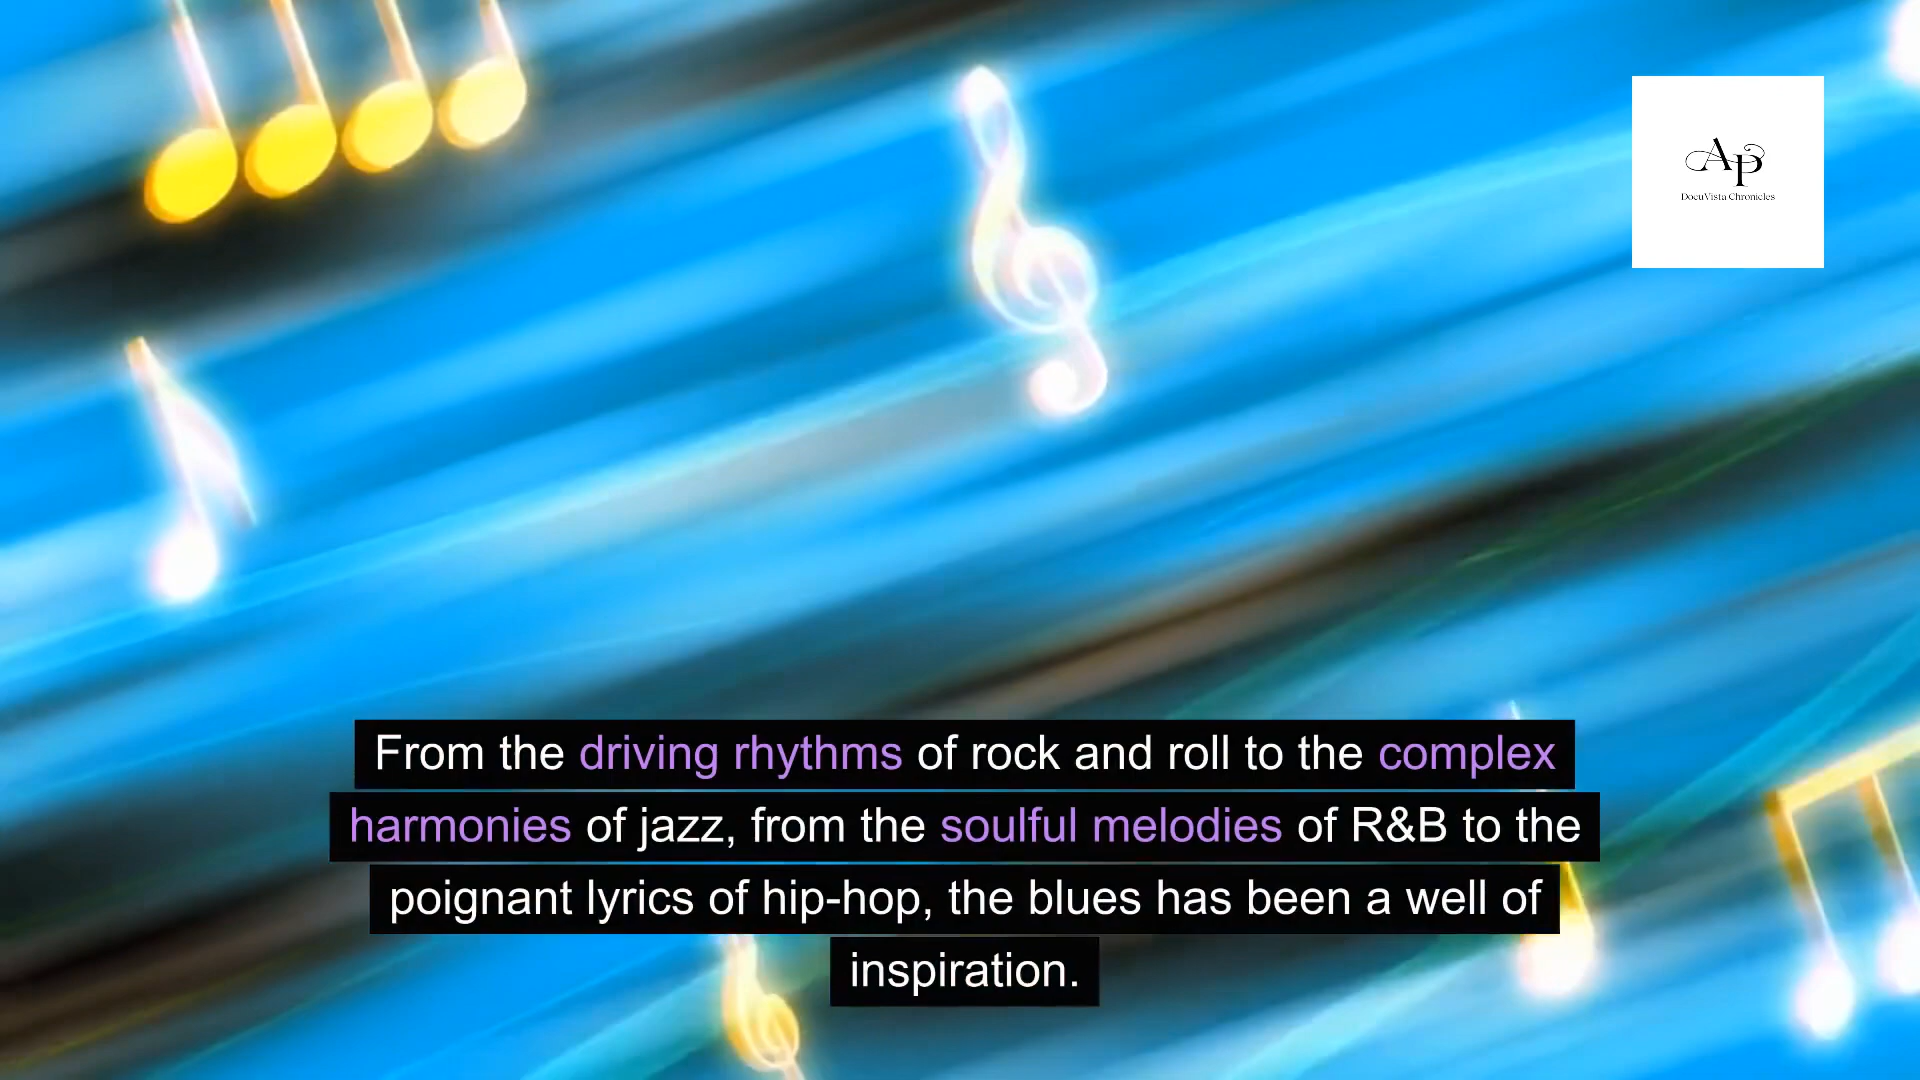 AP
DocuVista Chronicles
From the driving rhythms of rock and roll to the complex
harmonies of jazz, from the soulful melodies of R&B to the
poignant lyrics of hip-hop, the blues has been a well of
inspiration.